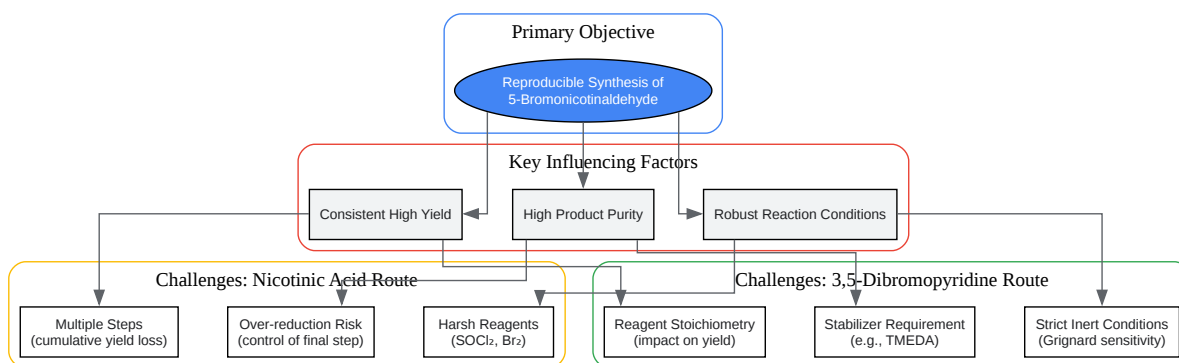 Primary Objective
Reproducible Synthesis of
5-Bromonicotinaldehyde
Key Influencing Factors
Consistent High Yield
High Product Purity
Robust Reaction Conditions
Challenges: Nicotinic Acid Route
Challenges: 3,5-Dibromopyridine Route
Multiple Steps
(cumulative yield loss)
Over-reduction Risk
(control of final step)
Harsh Reagents
(SOCl₂, Br₂)
Reagent Stoichiometry
(impact on yield)
Stabilizer Requirement
(e.g., TMEDA)
Strict Inert Conditions
(Grignard sensitivity)